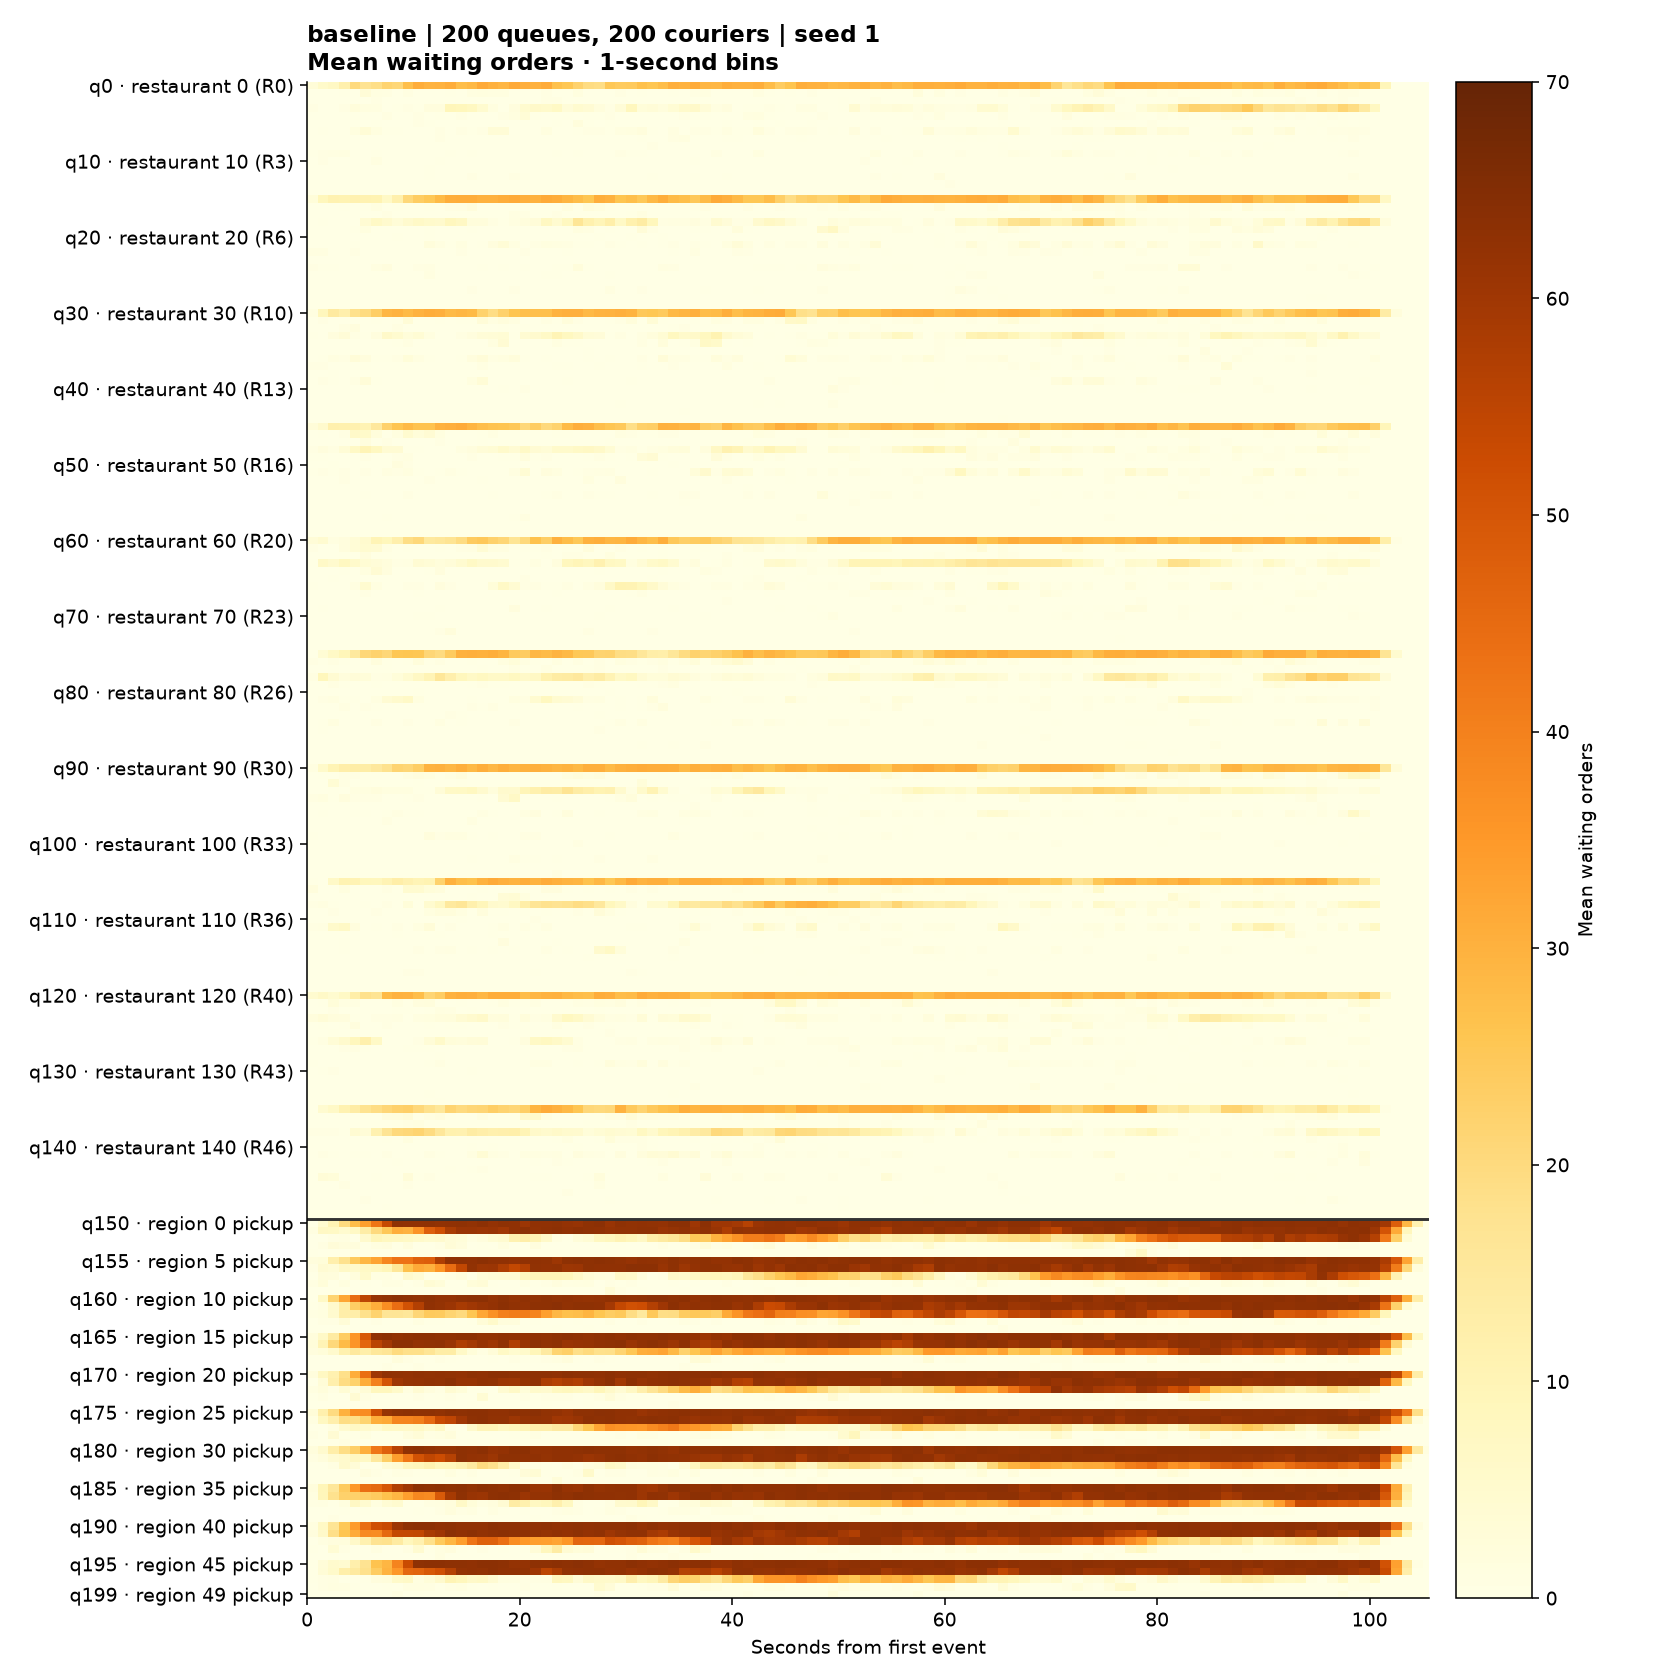 baseline | 200 queues, 200 couriers | seed 1
Mean waiting orders · 1-second bins
q0 · restaurant 0 (R0)
q10 · restaurant 10 (R3)
q20 · restaurant 20 (R6)
q30 · restaurant 30 (R10)
q40 · restaurant 40 (R13)
q50 · restaurant 50 (R16)
q60 · restaurant 60 (R20)
q70 · restaurant 70 (R23)
q80 · restaurant 80 (R26)
q90 · restaurant 90 (R30)
q100 · restaurant 100 (R33)
q110 · restaurant 110 (R36)
q120 · restaurant 120 (R40)
q130 · restaurant 130 (R43)
q140 · restaurant 140 (R46)
q150 · region 0 pickup
q155 · region 5 pickup
q160 · region 10 pickup
q165 · region 15 pickup
q170 · region 20 pickup
q175 · region 25 pickup
q180 · region 30 pickup
q185 · region 35 pickup
q190 · region 40 pickup
q195 · region 45 pickup
q199 · region 49 pickup
0 20 40 60 80 100
Seconds from first event
70
60
50
40
30
20
10
0
Mean waiting orders